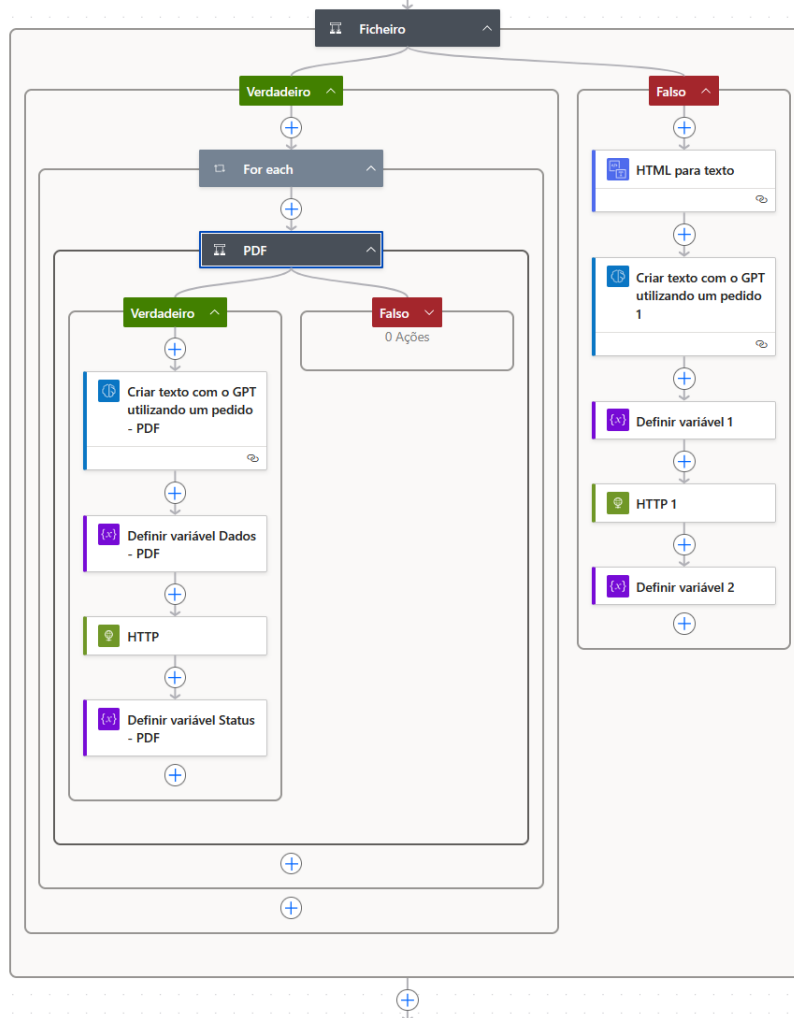 Ficheiro
Verdadeiro
Falso
For each
HTML para texto
PDF
Criar texto com o GPT
utilizando um pedido
1
Verdadeiro
Falso
0 Ações
Criar texto com o GPT
utilizando um pedido
- PDF
{x} Definir variável 1
HTTP 1
{x} Definir variável Dados
- PDF
{x} Definir variável 2
HTTP
{x} Definir variável Status
- PDF